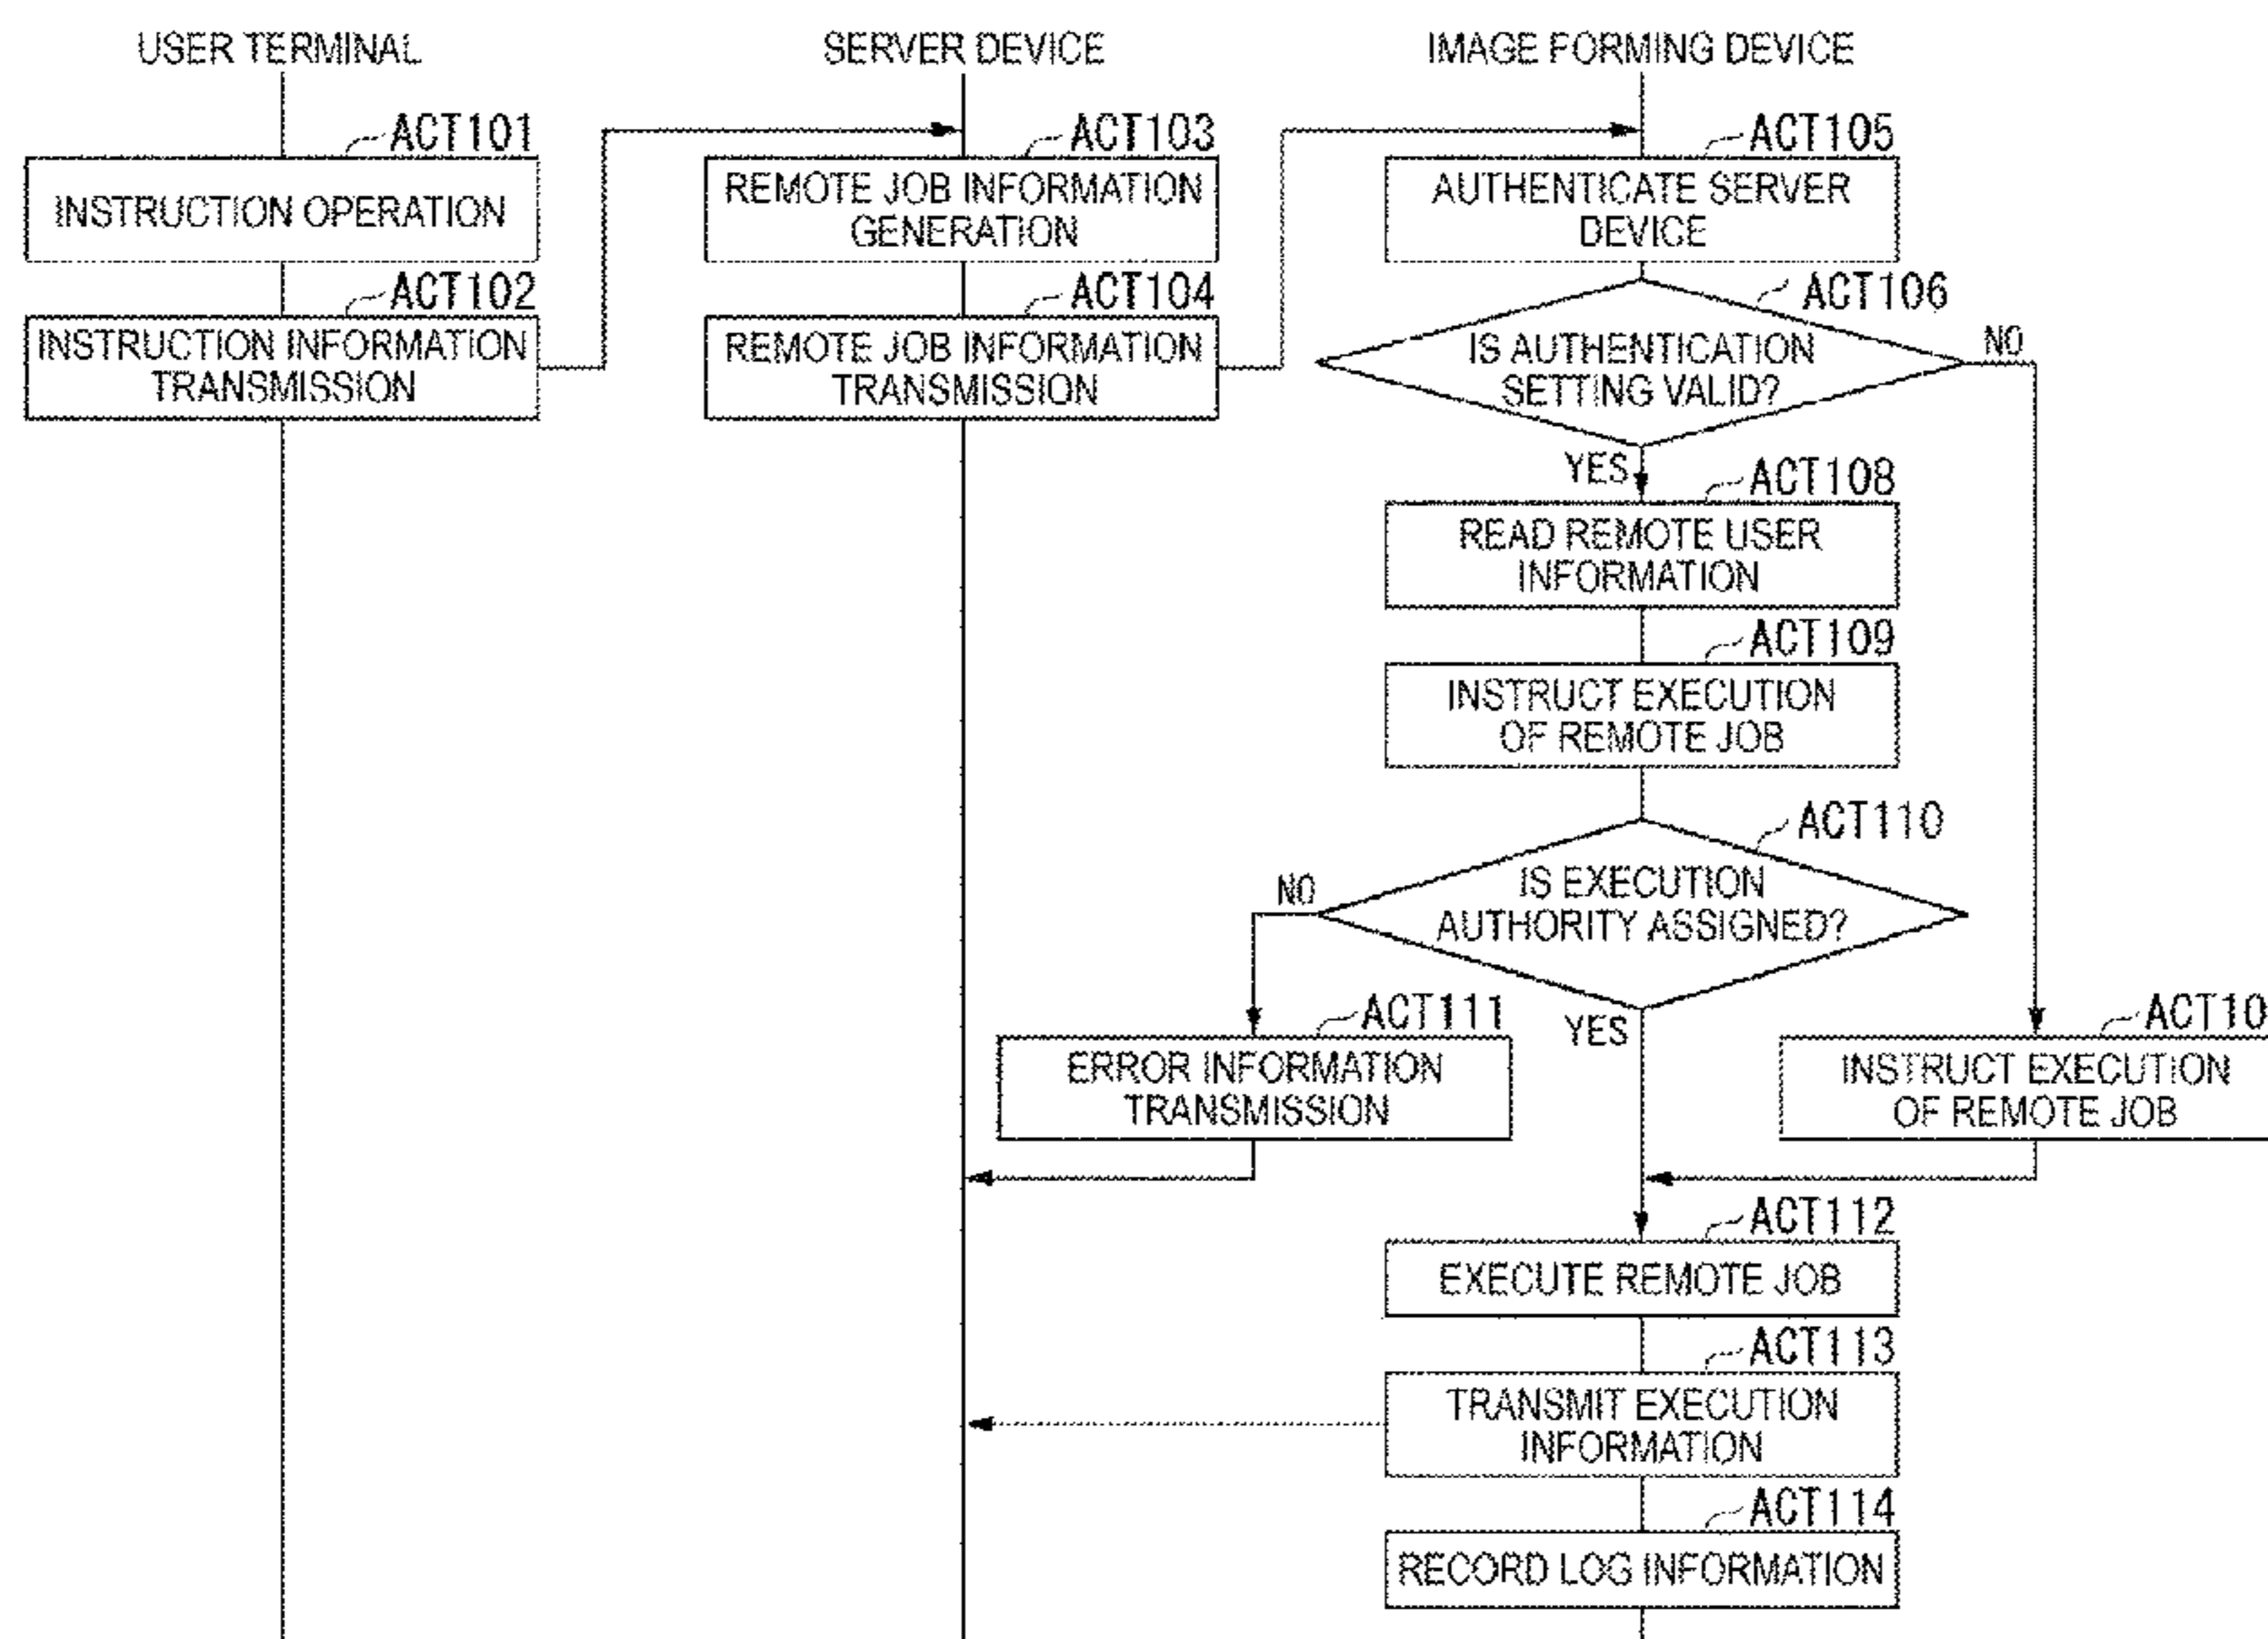 USER TERMINAL
SERVER DEVICE
IMAGE FORMING DEVICE
ACT101
INSTRUCTION OPERATION
ACT102
INSTRUCTION INFORMATION
TRANSMISSION
ACT103
REMOTE JOB INFORMATION
GENERATION
ACT104
REMOTE JOB INFORMATION
TRANSMISSION
ACT105
AUTHENTICATE SERVER
DEVICE
ACT106
IS AUTHENTICATION
SETTING VALID?
NO
YES
ACT108
READ REMOTE USER
INFORMATION
ACT109
INSTRUCT EXECUTION
OF REMOTE JOB
ACT110
IS EXECUTION
AUTHORITY ASSIGNED?
NO
YES
ACT111
ERROR INFORMATION
TRANSMISSION
ACT10
INSTRUCT EXECUTION
OF REMOTE JOB
ACT112
EXECUTE REMOTE JOB
ACT113
TRANSMIT EXECUTION
INFORMATION
ACT114
RECORD LOG INFORMATION